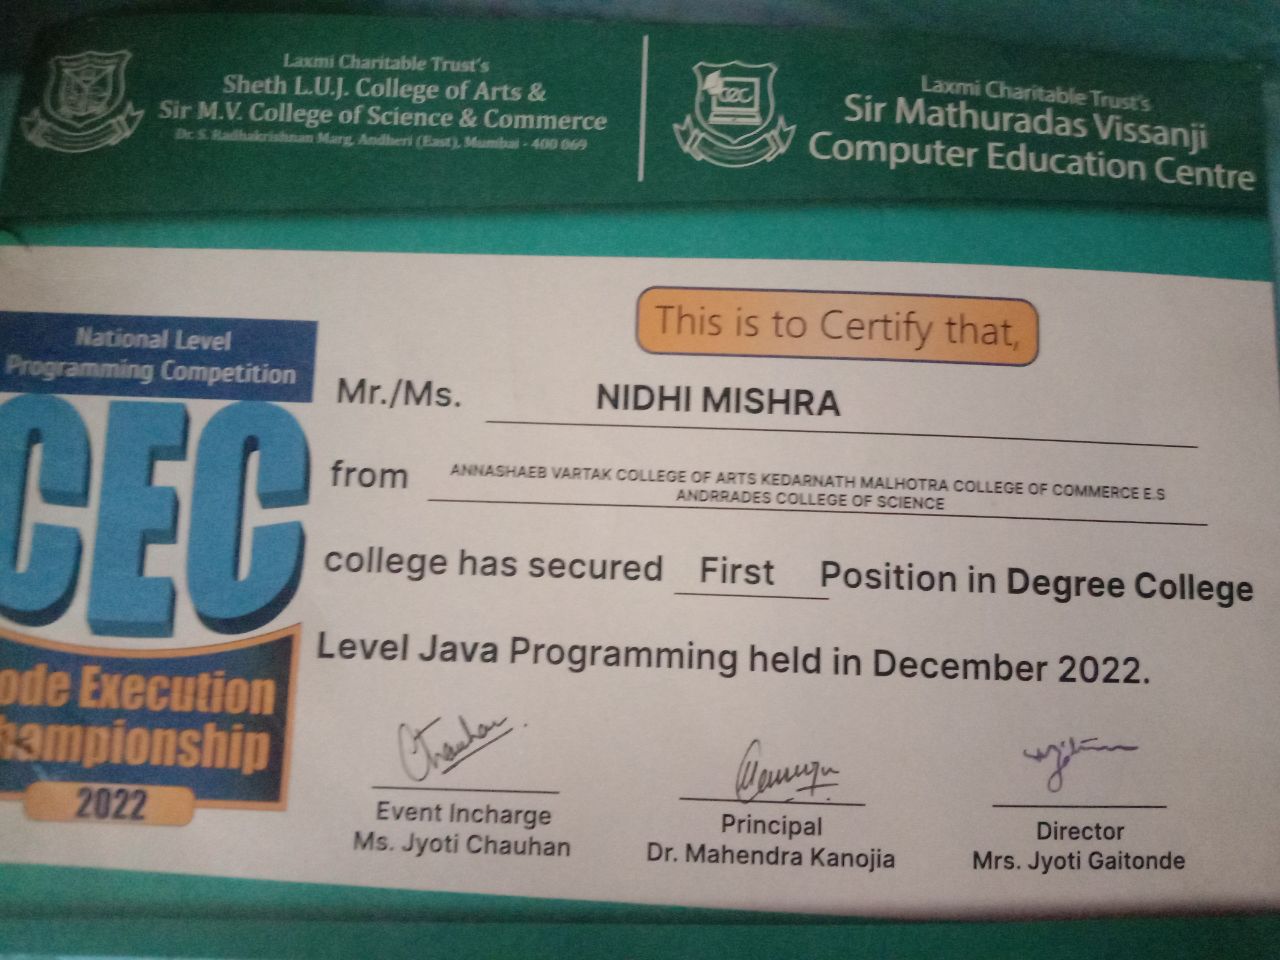 Laxmi Charitable Trust's
Sheth L.U.J. College of Arts &
Sir M.V. College of Science & Commerce
Dr. S. Radhakrishnan Marg, Andheri (East), Mumbai - 400 069
CEC
Laxmi Charitable Trust's
Sir Mathuradas Vissanji
Computer Education Centre
National Level
Programming Competition
CEC
ode Execution
hampionship
2022
This is to Certify that,
Mr./Ms. NIDHI MISHRA
from ANNASHAEB VARTAK COLLEGE OF ARTS KEDARNATH MALHOTRA COLLEGE OF COMMERCE E.S
ANDRRADES COLLEGE OF SCIENCE
college has secured First Position in Degree College
Level Java Programming held in December 2022.
Chauhan
Event Incharge
Ms. Jyoti Chauhan
Principal
Dr. Mahendra Kanojia
Director
Mrs. Jyoti Gaitonde